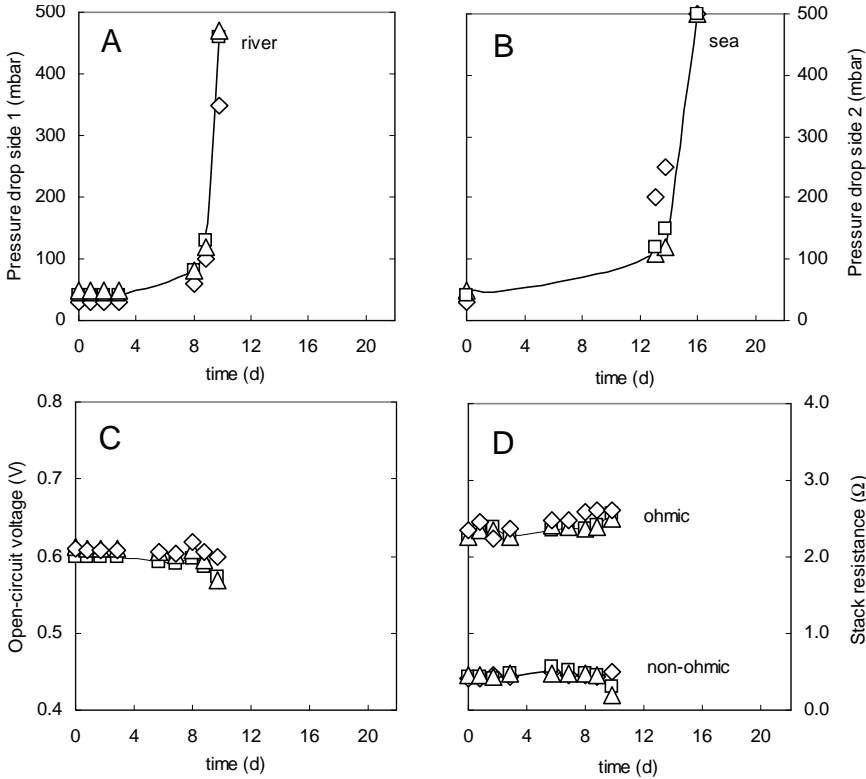 A
river
500
400
300
200
100
0
Pressure drop side 1 (mbar)
0 4 8 12 16 20
time (d)
B
sea
500
400
300
200
100
0
Pressure drop side 2 (mbar)
0 4 8 12 16 20
time (d)
C
0.8
0.7
0.6
0.5
0.4
Open-circuit voltage (V)
0 4 8 12 16 20
time (d)
D
ohmic
non-ohmic
4.0
3.0
2.0
1.0
0.0
Stack resistance (Ω)
0 4 8 12 16 20
time (d)